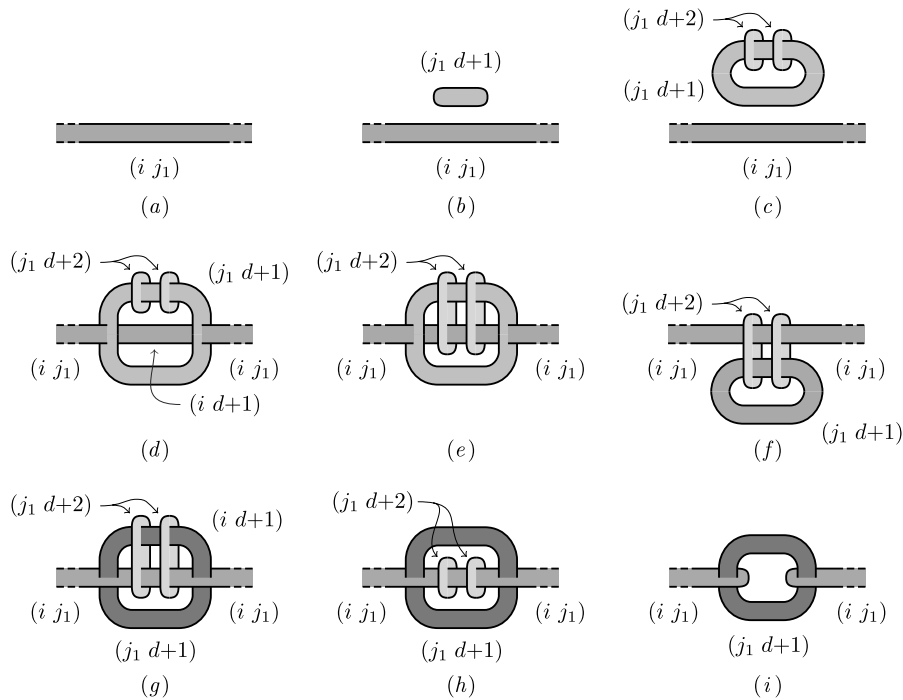 (j₁ d+1)
(i j₁)
(a)
(i j₁)
(b)
(j₁ d+2)
(j₁ d+1)
(i j₁)
(c)
(j₁ d+2)
(j₁ d+1)
(i j₁)
(i j₁)
(i d+1)
(d)
(j₁ d+2)
(i j₁)
(i j₁)
(e)
(j₁ d+2)
(i j₁)
(i j₁)
(j₁ d+1)
(f)
(j₁ d+2)
(i d+1)
(i j₁)
(i j₁)
(j₁ d+1)
(g)
(j₁ d+2)
(i j₁)
(i j₁)
(j₁ d+1)
(h)
(i j₁)
(i j₁)
(j₁ d+1)
(i)